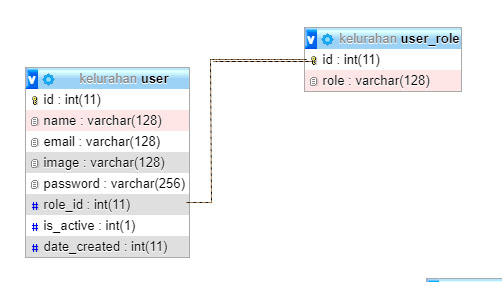 kelurahan user_role
id : int(11)
role : varchar(128)
kelurahan user
id : int(11)
name : varchar(128)
email : varchar(128)
image : varchar(128)
password : varchar(256)
# role_id : int(11)
# is_active : int(1)
# date_created : int(11)